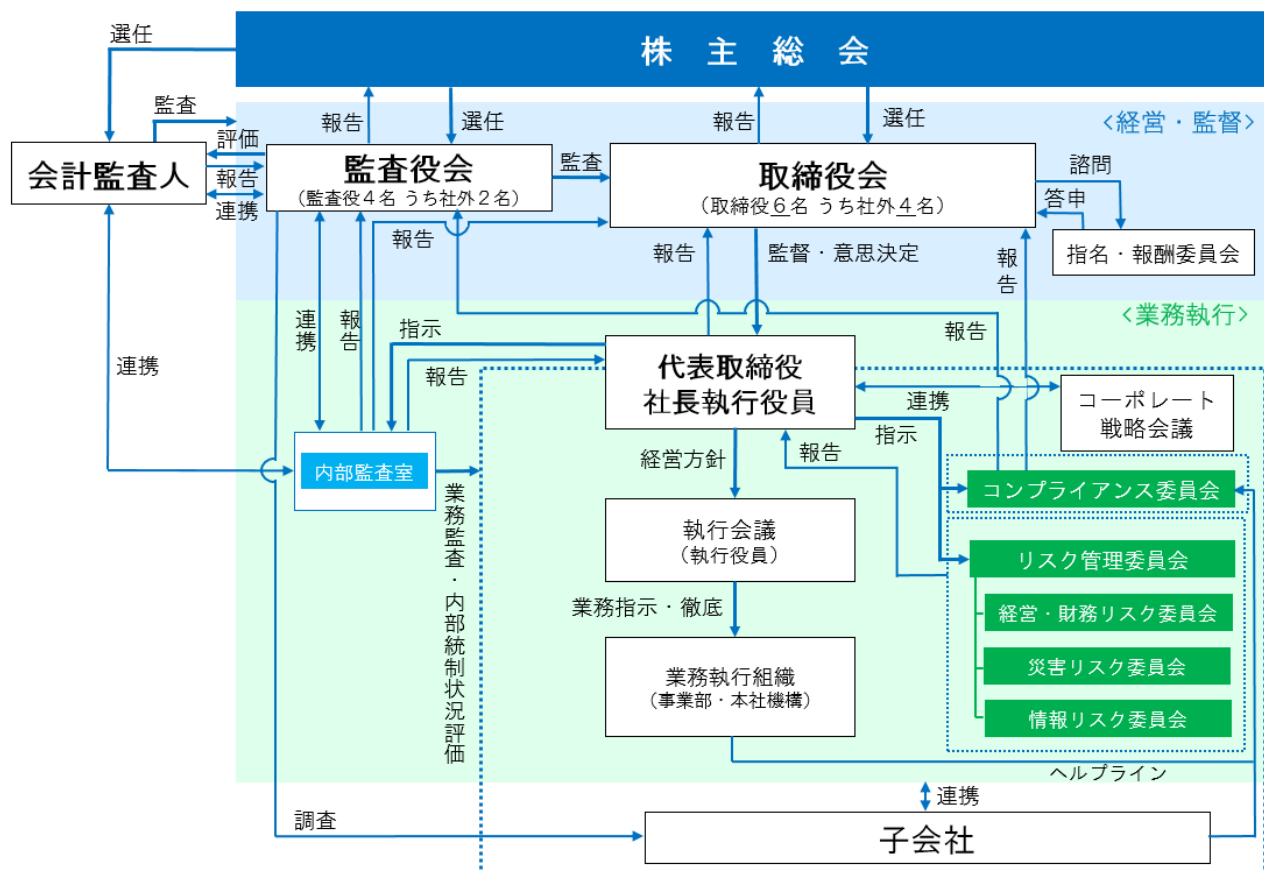 株主総会
選任
監査
報告
選任
報告
選任
<経営・監督>
評価
会計監査人
報告
連携
監査役会
(監査役4名 うち社外2名)
監査
取締役会
(取締役6名 うち社外4名)
諮問
答申
指名・報酬委員会
報告
報告
監督・意思決定
報告
<業務執行>
連携
連携
報告
指示
報告
報告
代表取締役
社長執行役員
連携
コーポレート
戦略会議
指示
報告
経営方針
内部監査室
業務監査・内部統制状況評価
コンプライアンス委員会
執行会議
(執行役員)
リスク管理委員会
業務指示・徹底
経営・財務リスク委員会
業務執行組織
(事業部・本社機構)
災害リスク委員会
情報リスク委員会
ヘルプライン
連携
調査
子会社